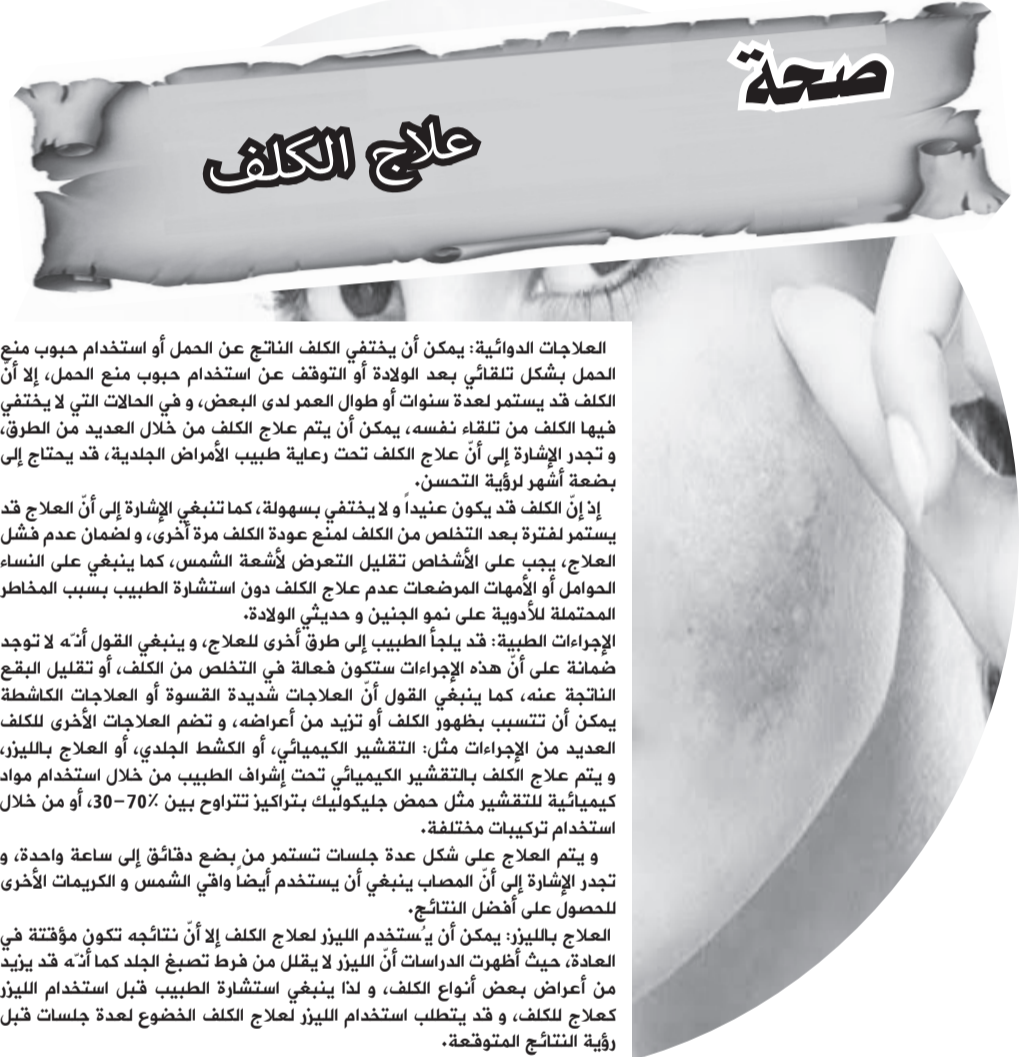 صحة
علاج الكلف
العلاجات الدوائية: يمكن أن يختفي الكلف الناتج عن الحمل أو استخدام حبوب منع
الحمل بشكل تلقائي بعد الولادة أو التوقف عن استخدام حبوب منع الحمل، إلا أنّ
الكلف قد يستمر لعدة سنوات أو طوال العمر لدى البعض، و في الحالات التي لا يختفي
فيها الكلف من تلقاء نفسه، يمكن أن يتم علاج الكلف من خلال العديد من الطرق،
و تجدر الإشارة إلى أنّ علاج الكلف تحت رعاية طبيب الأمراض الجلدية، قد يحتاج إلى
بضعة أشهر لرؤية التحسن.
إذ إنّ الكلف قد يكون عنيداً و لا يختفي بسهولة، كما تنبغي الإشارة إلى أنّ العلاج قد
يستمر لفترة بعد التخلص من الكلف لمنع عودة الكلف مرة أخرى، و لضمان عدم فشل
العلاج، يجب على الأشخاص تقليل التعرض لأشعة الشمس، كما ينبغي على النساء
الحوامل أو الأمهات المرضعات عدم علاج الكلف دون استشارة الطبيب بسبب المخاطر
المحتملة للأدوية على نمو الجنين و حديثي الولادة.
الإجراءات الطبية: قد يلجأ الطبيب إلى طرق أخرى للعلاج، و ينبغي القول أنّه لا توجد
ضمانة على أنّ هذه الإجراءات ستكون فعالة في التخلص من الكلف، أو تقليل البقع
الناتجة عنه، كما ينبغي القول أنّ العلاجات شديدة القسوة أو العلاجات الكاشطة
يمكن أن تتسبب بظهور الكلف أو تزيد من أعراضه، و تضم العلاجات الأخرى للكلف
العديد من الإجراءات مثل: التقشير الكيميائي، أو الكشط الجلدي، أو العلاج بالليزر،
و يتم علاج الكلف بالتقشير الكيميائي تحت إشراف الطبيب من خلال استخدام مواد
كيميائية للتقشير مثل حمض جليكوليك بتراكيز تتراوح بين 30-70٪، أو من خلال
استخدام تركيبات مختلفة.
و يتم العلاج على شكل عدة جلسات تستمر من بضع دقائق إلى ساعة واحدة، و
تجدر الإشارة إلى أنّ المصاب ينبغي أن يستخدم أيضاً واقي الشمس و الكريمات الأخرى
للحصول على أفضل النتائج.
العلاج بالليزر: يمكن أن يُستخدم الليزر لعلاج الكلف إلا أنّ نتائجه تكون مؤقتة في
العادة، حيث أظهرت الدراسات أنّ الليزر لا يقلل من فرط تصبغ الجلد كما أنّه قد يزيد
من أعراض بعض أنواع الكلف، و لذا ينبغي استشارة الطبيب قبل استخدام الليزر
كعلاج للكلف، و قد يتطلب استخدام الليزر لعلاج الكلف الخضوع لعدة جلسات قبل
رؤية النتائج المتوقعة.